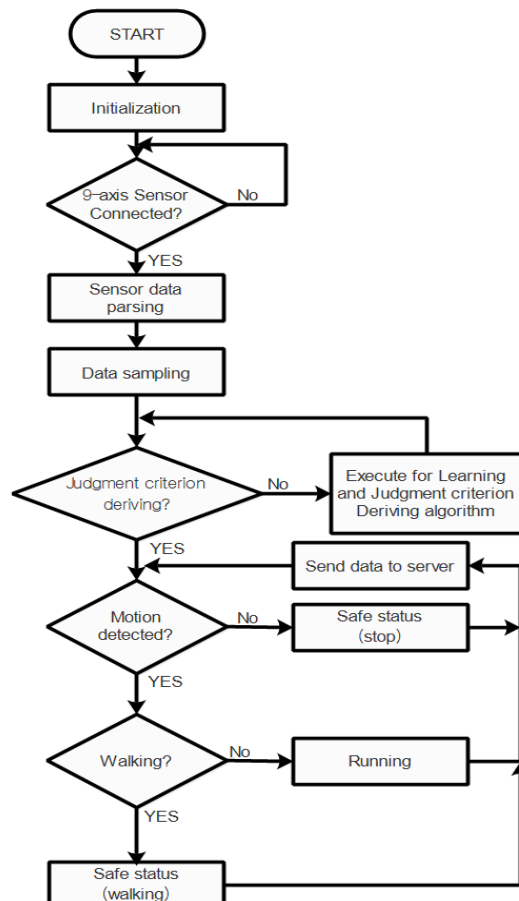 START
Initialization
9-axis Sensor
Connected?
No
YES
Sensor data
parsing
Data sampling
Judgment criterion
deriving?
No
Execute for Learning
and Judgment criterion
Deriving algorithm
YES
Send data to server
Motion
detected?
No
Safe status
(stop)
YES
Walking?
No
Running
YES
Safe status
(walking)